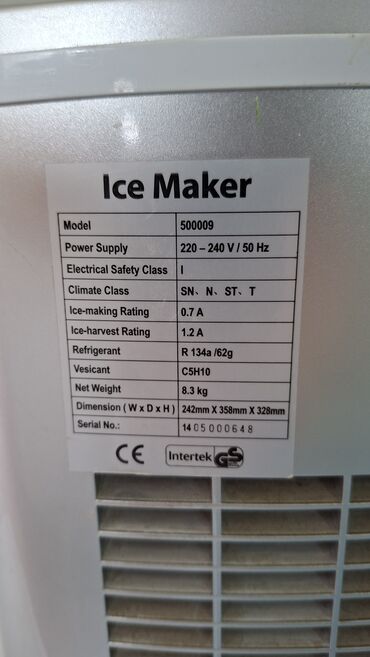 Ice Maker
Model 500009
Power Supply 220 – 240 V / 50 Hz
Electrical Safety Class I
Climate Class SN、N、ST、T
Ice-making Rating 0.7 A
Ice-harvest Rating 1.2 A
Refrigerant R 134a /62g
Vesicant C5H10
Net Weight 8.3 kg
Dimension ( W x D x H ) 242mm X 358mm X 328mm
Serial No.: 1405000648
CE Intertek GS